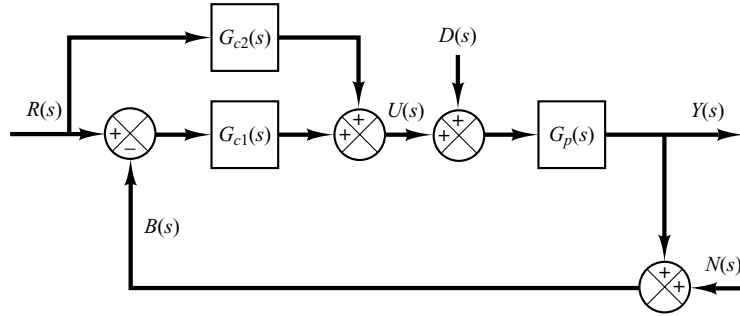 G_{c2}(s)
D(s)
R(s)
U(s)
Y(s)
+
−
G_{c1}(s)
+
+
+
+
G_p(s)
B(s)
N(s)
+
+